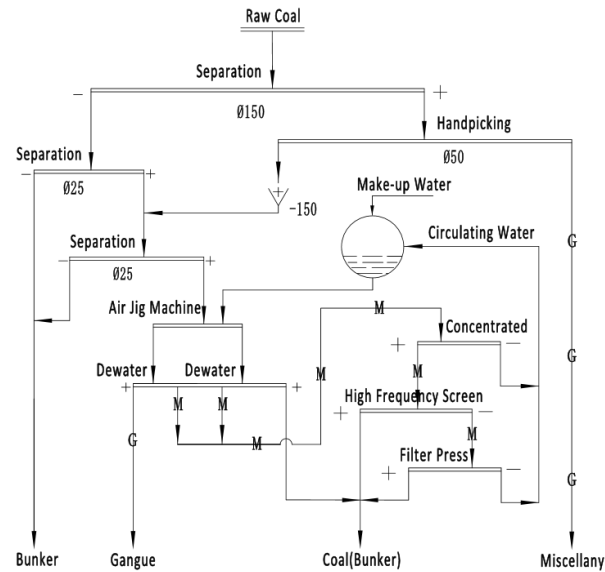 Raw Coal
Separation
- +
Ø150
Handpicking
Ø50
Separation
- +
Ø25
+
-150
Make-up Water
Circulating Water
Separation
- +
Ø25
G
Air Jig Machine
M
Concentrated
+ -
G
Dewater Dewater
+ +
M
M
M M
High Frequency Screen
+ -
G
M
M
Filter Press
+ -
G
Bunker Gangue Coal(Bunker) Miscellany